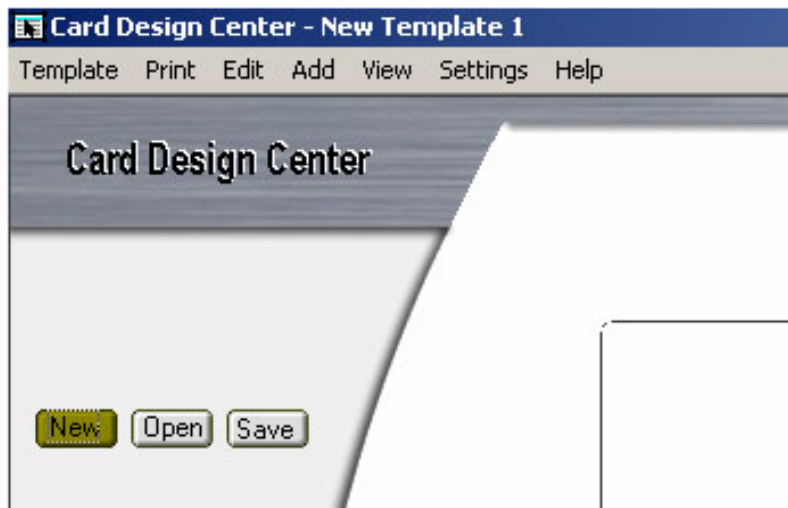 Card Design Center - New Template 1
Template Print Edit Add View Settings Help
Card Design Center
New Open Save